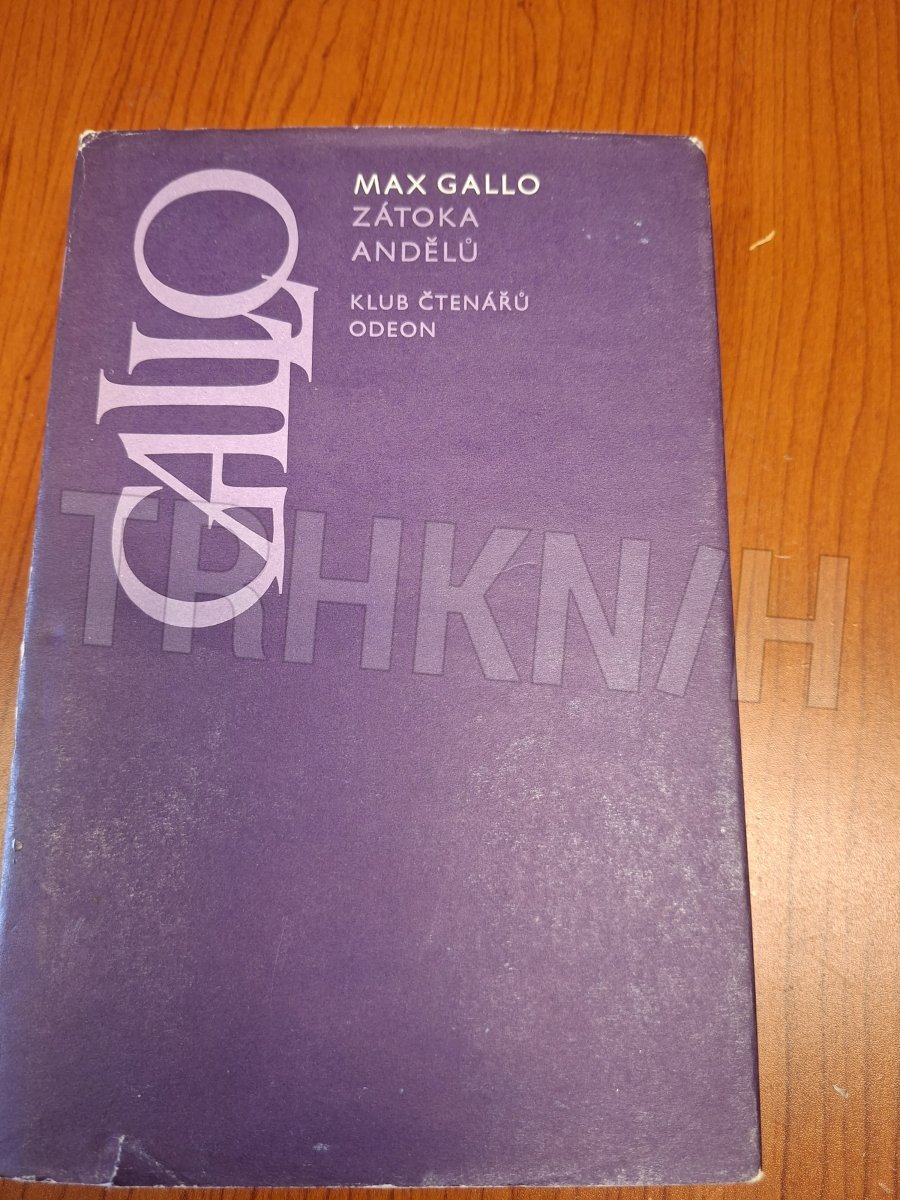 MAX GALLO
ZÁTOKA
ANDĚLŮ
KLUB ČTENÁŘŮ
ODEON
GALLO
TRHKNIH